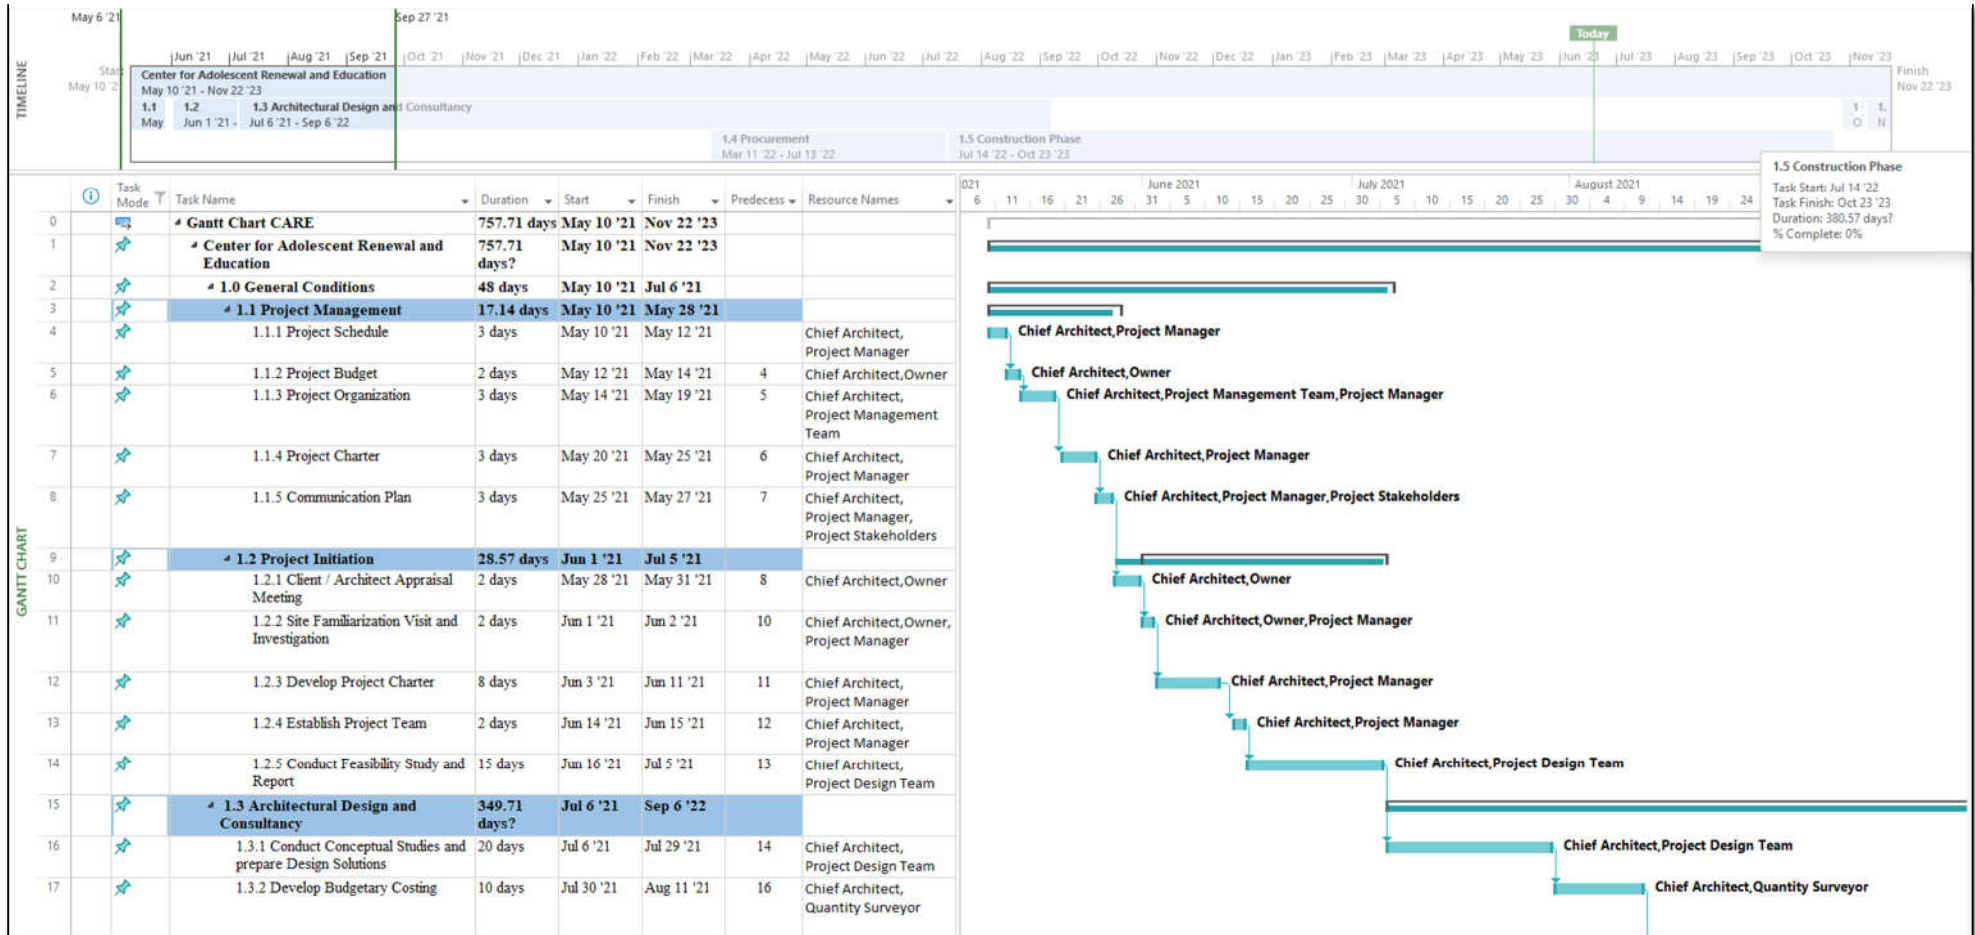 May 6 '21
Sep 27 '21
Today
Jun '21 Jul '21 Aug '21 Sep '21 Oct '21 Nov '21 Dec '21 Jan '22 Feb '22 Mar '22 Apr '22 May '22 Jun '22 Jul '22 Aug '22 Sep '22 Oct '22 Nov '22 Dec '22 Jan '23 Feb '23 Mar '23 Apr '23 May '23 Jun '23 Jul '23 Aug '23 Sep '23 Oct '23 Nov '23
TIMELINE
Start
May 10 '2
Center for Adolescent Renewal and Education
May 10 '21 - Nov 22 '23
Finish
Nov 22 '23
1.1 1.2 1.3 Architectural Design and Consultancy 1 1.
May Jun 1 '21 - Jul 6 '21 - Sep 6 '22 O N
1.4 Procurement 1.5 Construction Phase
Mar 11 '22 - Jul 13 '22 Jul 14 '22 - Oct 23 '23
1.5 Construction Phase
Task Start: Jul 14 '22
Task Finish: Oct 23 '23
Duration: 380.57 days?
% Complete: 0%
GANTT CHART
Task Mode Task Name Duration Start Finish Predecess Resource Names
021 June 2021 July 2021 August 2021
6 11 16 21 26 31 5 10 15 20 25 30 5 10 15 20 25 30 4 9 14 19 24
0 Gantt Chart CARE 757.71 days May 10 '21 Nov 22 '23
1 Center for Adolescent Renewal and 757.71 May 10 '21 Nov 22 '23
Education days?
2 1.0 General Conditions 48 days May 10 '21 Jul 6 '21
3 1.1 Project Management 17.14 days May 10 '21 May 28 '21
4 1.1.1 Project Schedule 3 days May 10 '21 May 12 '21 Chief Architect, Chief Architect,Project Manager
Project Manager
5 1.1.2 Project Budget 2 days May 12 '21 May 14 '21 4 Chief Architect,Owner Chief Architect,Owner
6 1.1.3 Project Organization 3 days May 14 '21 May 19 '21 5 Chief Architect, Chief Architect,Project Management Team,Project Manager
Project Management
Team
7 1.1.4 Project Charter 3 days May 20 '21 May 25 '21 6 Chief Architect, Chief Architect,Project Manager
Project Manager
8 1.1.5 Communication Plan 3 days May 25 '21 May 27 '21 7 Chief Architect, Chief Architect,Project Manager,Project Stakeholders
Project Manager,
Project Stakeholders
9 1.2 Project Initiation 28.57 days Jun 1 '21 Jul 5 '21
10 1.2.1 Client / Architect Appraisal 2 days May 28 '21 May 31 '21 8 Chief Architect,Owner Chief Architect,Owner
Meeting
11 1.2.2 Site Familiarization Visit and 2 days Jun 1 '21 Jun 2 '21 10 Chief Architect,Owner, Chief Architect,Owner,Project Manager
Investigation Project Manager
12 1.2.3 Develop Project Charter 8 days Jun 3 '21 Jun 11 '21 11 Chief Architect, Chief Architect,Project Manager
Project Manager
13 1.2.4 Establish Project Team 2 days Jun 14 '21 Jun 15 '21 12 Chief Architect, Chief Architect,Project Manager
Project Manager
14 1.2.5 Conduct Feasibility Study and 15 days Jun 16 '21 Jul 5 '21 13 Chief Architect, Chief Architect,Project Design Team
Report Project Design Team
15 1.3 Architectural Design and 349.71 Jul 6 '21 Sep 6 '22
Consultancy days?
16 1.3.1 Conduct Conceptual Studies and 20 days Jul 6 '21 Jul 29 '21 14 Chief Architect, Chief Architect,Project Design Team
prepare Design Solutions Project Design Team
17 1.3.2 Develop Budgetary Costing 10 days Jul 30 '21 Aug 11 '21 16 Chief Architect, Chief Architect,Quantity Surveyor
Quantity Surveyor